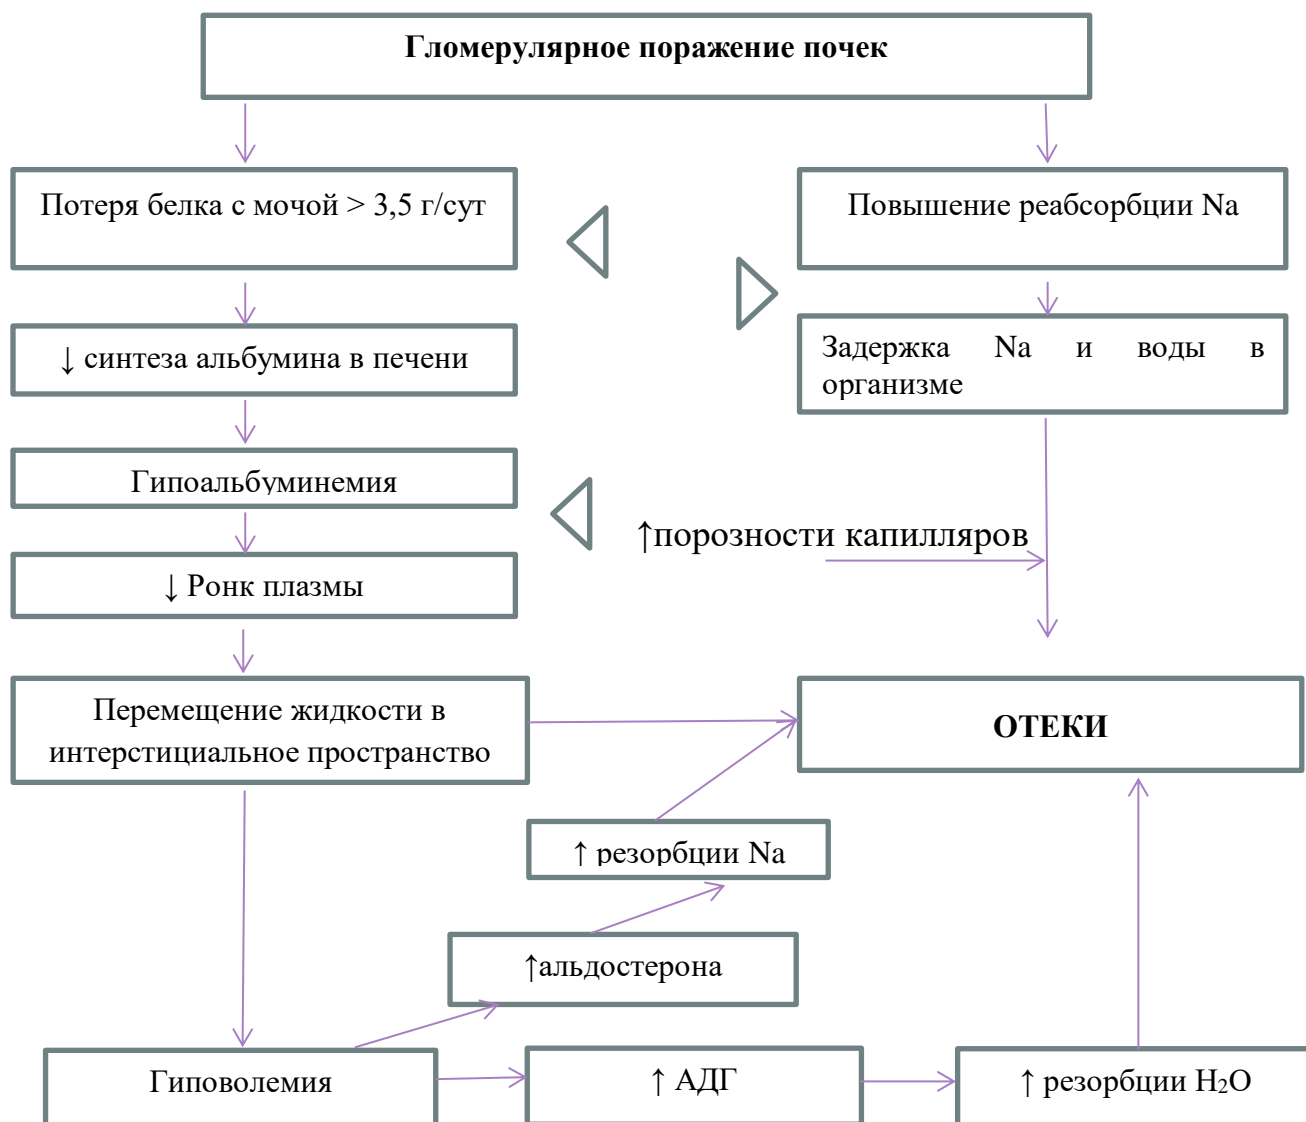 Гломерулярное поражение почек
Потеря белка с мочой > 3,5 г/сут
Повышение реабсорбции Na
↓ синтеза альбумина в печени
Задержка Na и воды в
организме
Гипоальбуминемия
↑порозности капилляров
↓ Ронк плазмы
Перемещение жидкости в
интерстициальное пространство
ОТЕКИ
↑ резорбции Na
↑альдостерона
Гиповолемия
↑ АДГ
↑ резорбции H₂O